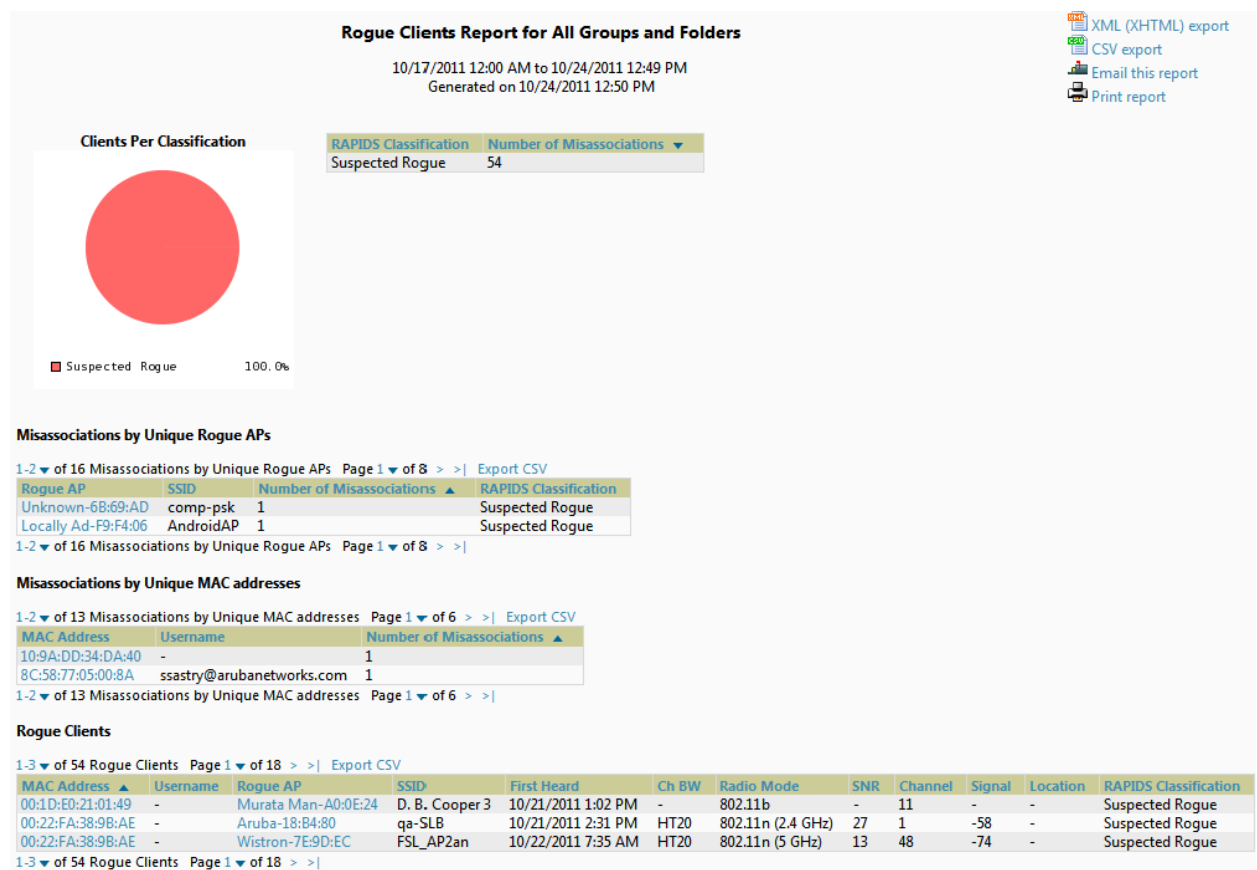 Rogue Clients Report for All Groups and Folders
10/17/2011 12:00 AM to 10/24/2011 12:49 PM
Generated on 10/24/2011 12:50 PM
XML (XHTML) export
CSV export
Email this report
Print report
Clients Per Classification
Suspected Rogue 100.0%
RAPIDS Classification Number of Misassociations ▼
Suspected Rogue 54
Misassociations by Unique Rogue APs
1-2 ▼ of 16 Misassociations by Unique Rogue APs Page 1 ▼ of 8 > >| Export CSV
Rogue AP SSID Number of Misassociations ▲ RAPIDS Classification
Unknown-6B:69:AD comp-psk 1 Suspected Rogue
Locally Ad-F9:F4:06 AndroidAP 1 Suspected Rogue
1-2 ▼ of 16 Misassociations by Unique Rogue APs Page 1 ▼ of 8 > >|
Misassociations by Unique MAC addresses
1-2 ▼ of 13 Misassociations by Unique MAC addresses Page 1 ▼ of 6 > >| Export CSV
MAC Address Username Number of Misassociations ▲
10:9A:DD:34:DA:40 - 1
8C:58:77:05:00:8A ssastry@arubanetworks.com 1
1-2 ▼ of 13 Misassociations by Unique MAC addresses Page 1 ▼ of 6 > >|
Rogue Clients
1-3 ▼ of 54 Rogue Clients Page 1 ▼ of 18 > >| Export CSV
MAC Address ▲ Username Rogue AP SSID First Heard Ch BW Radio Mode SNR Channel Signal Location RAPIDS Classification
00:1D:E0:21:01:49 - Murata Man-A0:0E:24 D. B. Cooper 3 10/21/2011 1:02 PM - 802.11b - 11 - - Suspected Rogue
00:22:FA:38:9B:AE - Aruba-18:B4:80 qa-SLB 10/21/2011 2:31 PM HT20 802.11n (2.4 GHz) 27 1 -58 - Suspected Rogue
00:22:FA:38:9B:AE - Wistron-7E:9D:EC FSL_AP2an 10/22/2011 7:35 AM HT20 802.11n (5 GHz) 13 48 -74 - Suspected Rogue
1-3 ▼ of 54 Rogue Clients Page 1 ▼ of 18 > >|